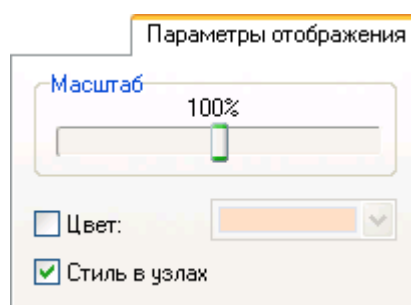 Параметры отображения
Масштаб
100%
Цвет:
Стиль в узлах